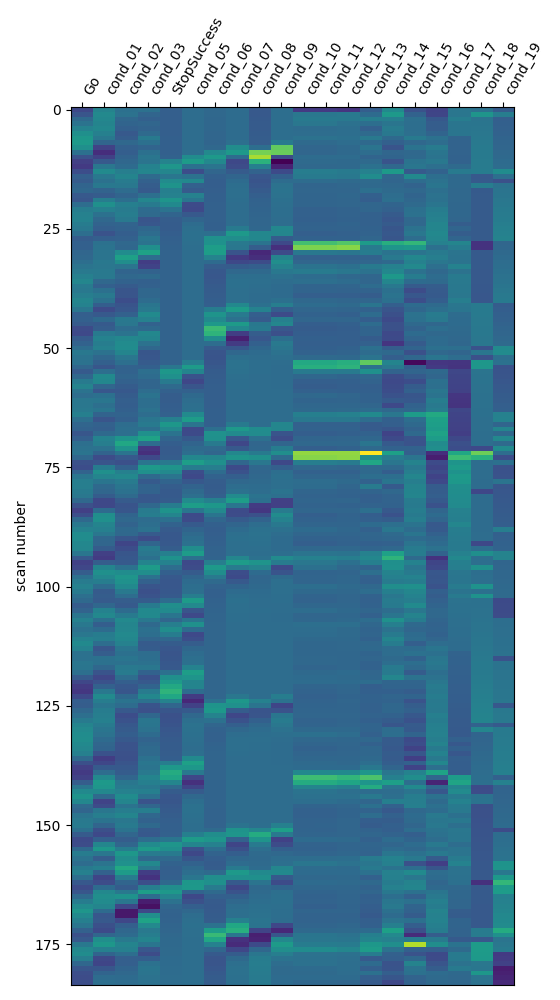 Go
cond_01
cond_02
cond_03
StopSuccess
cond_05
cond_06
cond_07
cond_08
cond_09
cond_10
cond_11
cond_12
cond_13
cond_14
cond_15
cond_16
cond_17
cond_18
cond_19
0
25
50
75
100
125
150
175
scan number